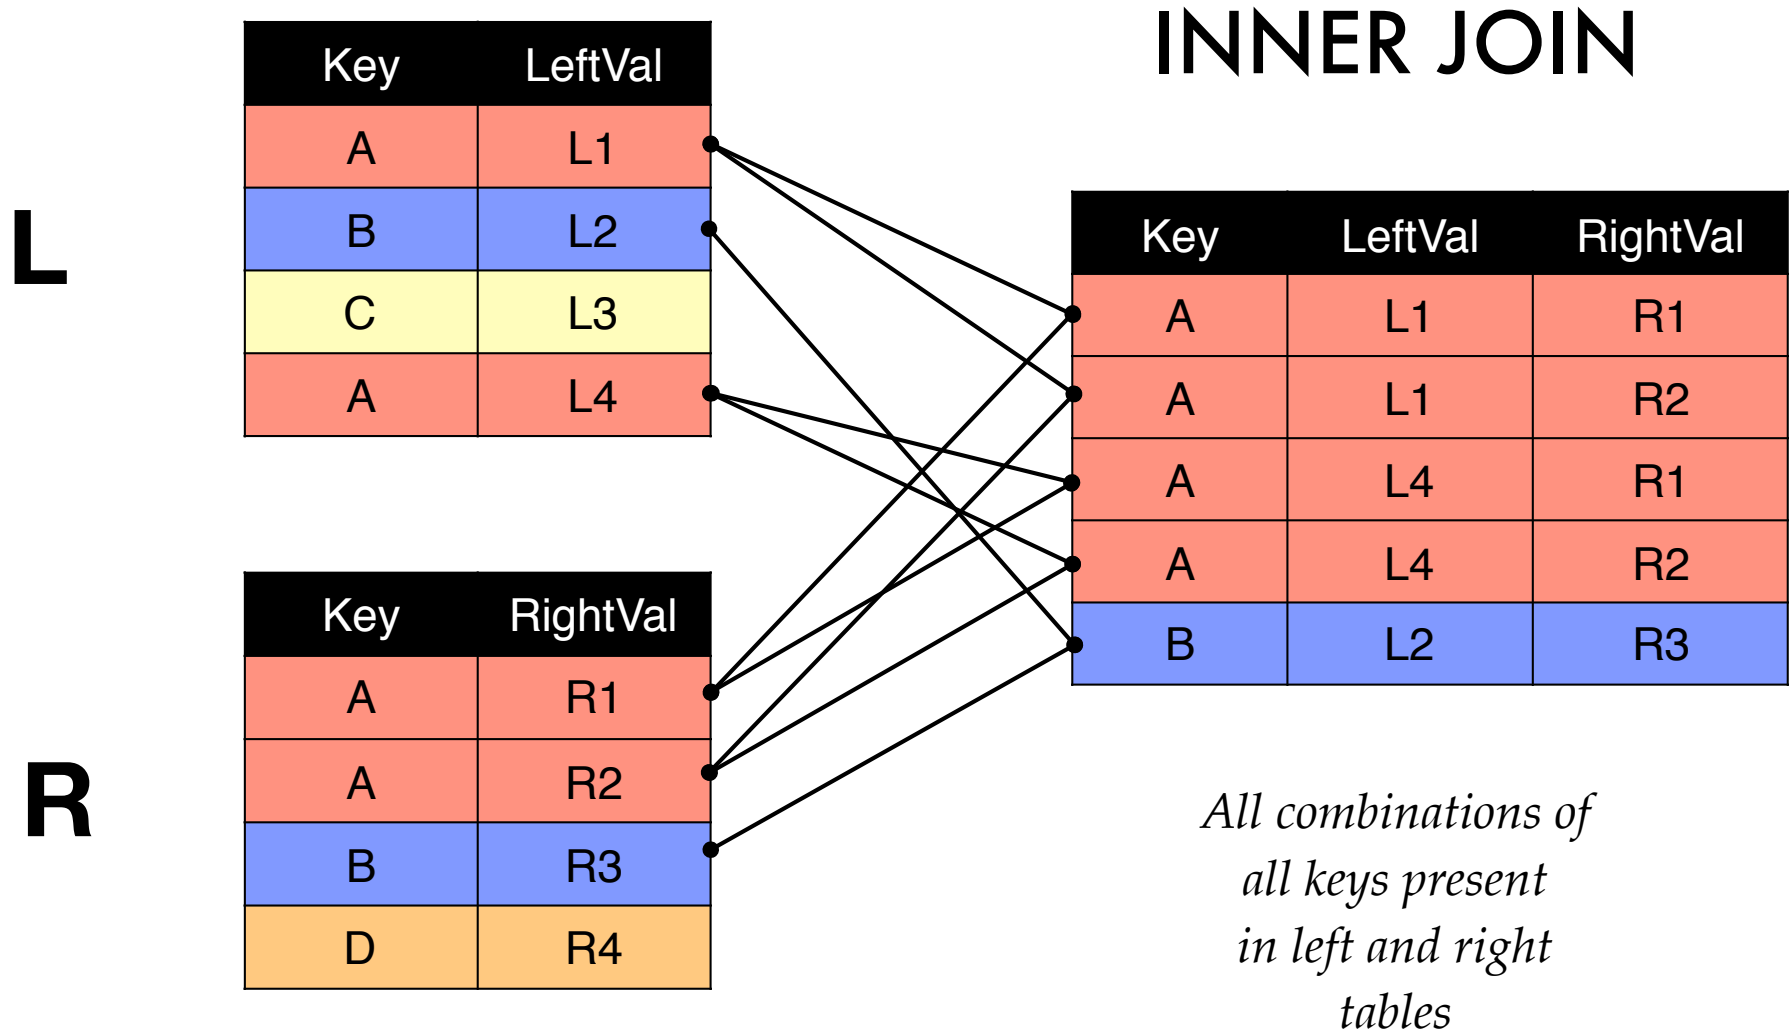 INNER JOIN
L
Key LeftVal
A L1
B L2
C L3
A L4
R
Key RightVal
A R1
A R2
B R3
D R4
Key LeftVal RightVal
A L1 R1
A L1 R2
A L4 R1
A L4 R2
B L2 R3
All combinations of
all keys present
in left and right
tables